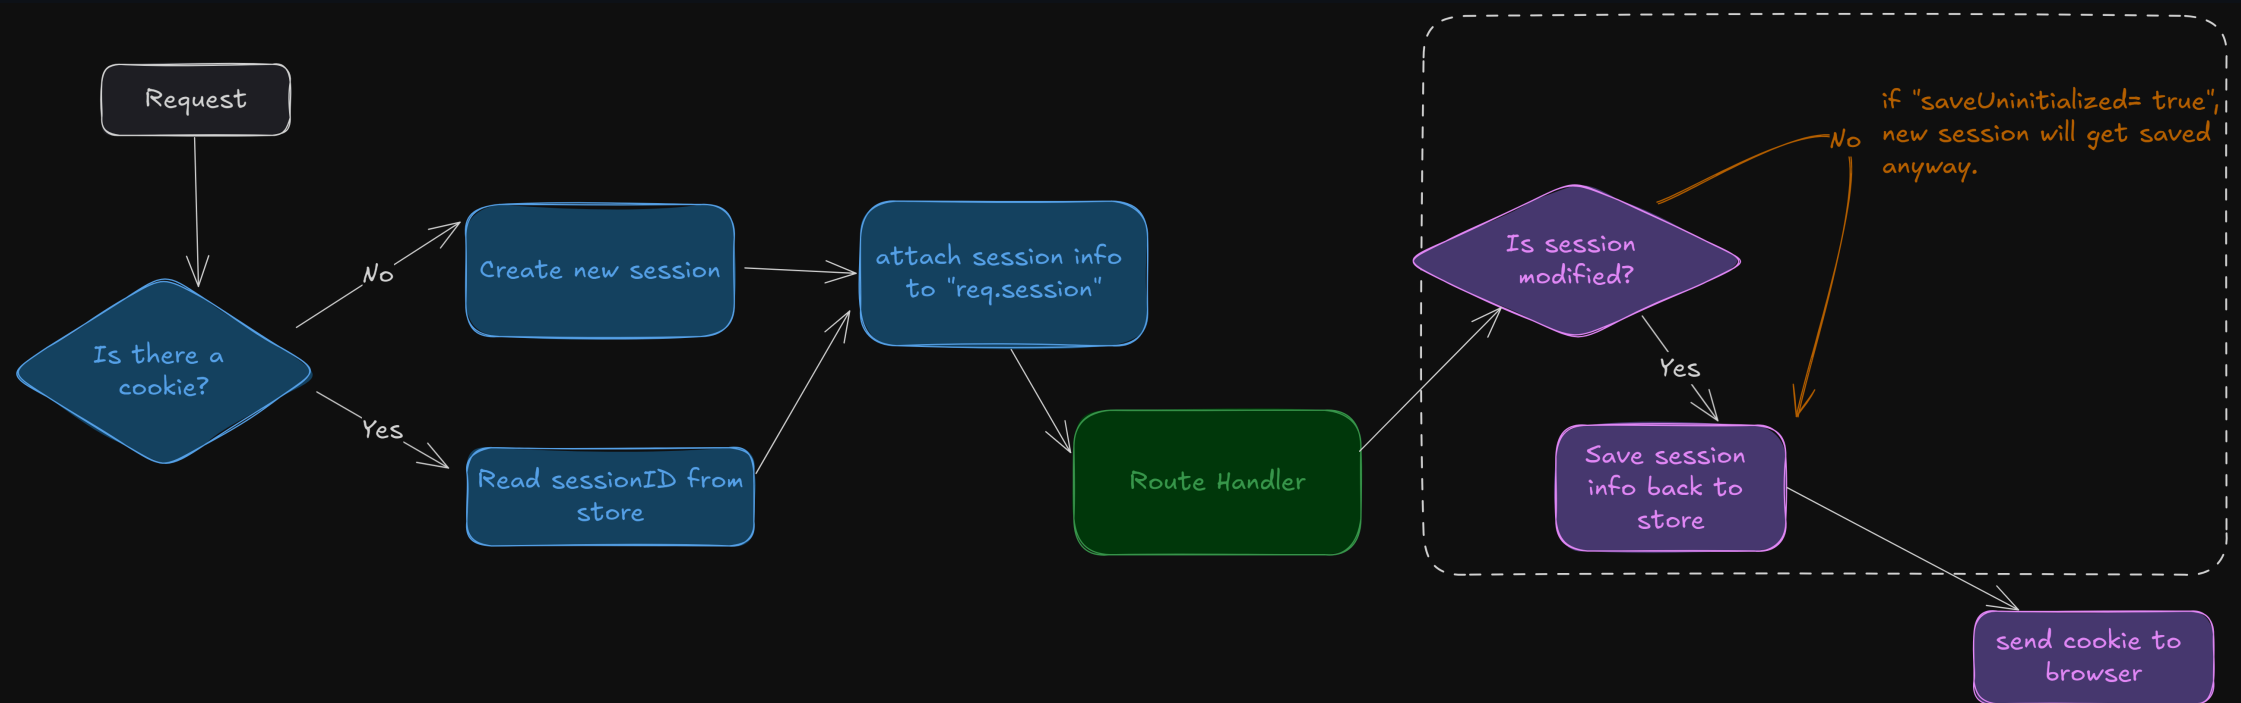 Request
Is there a
cookie?
No
Yes
Create new session
Read sessionID from
store
attach session info
to "req.session"
Route Handler
Is session
modified?
No
if "saveUninitialized= true",
new session will get saved
anyway.
Yes
Save session
info back to
store
send cookie to
browser